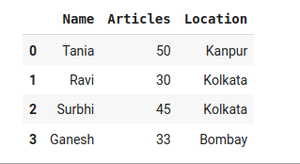 Name Articles Location
0 Tania 50 Kanpur
1 Ravi 30 Kolkata
2 Surbhi 45 Kolkata
3 Ganesh 33 Bombay